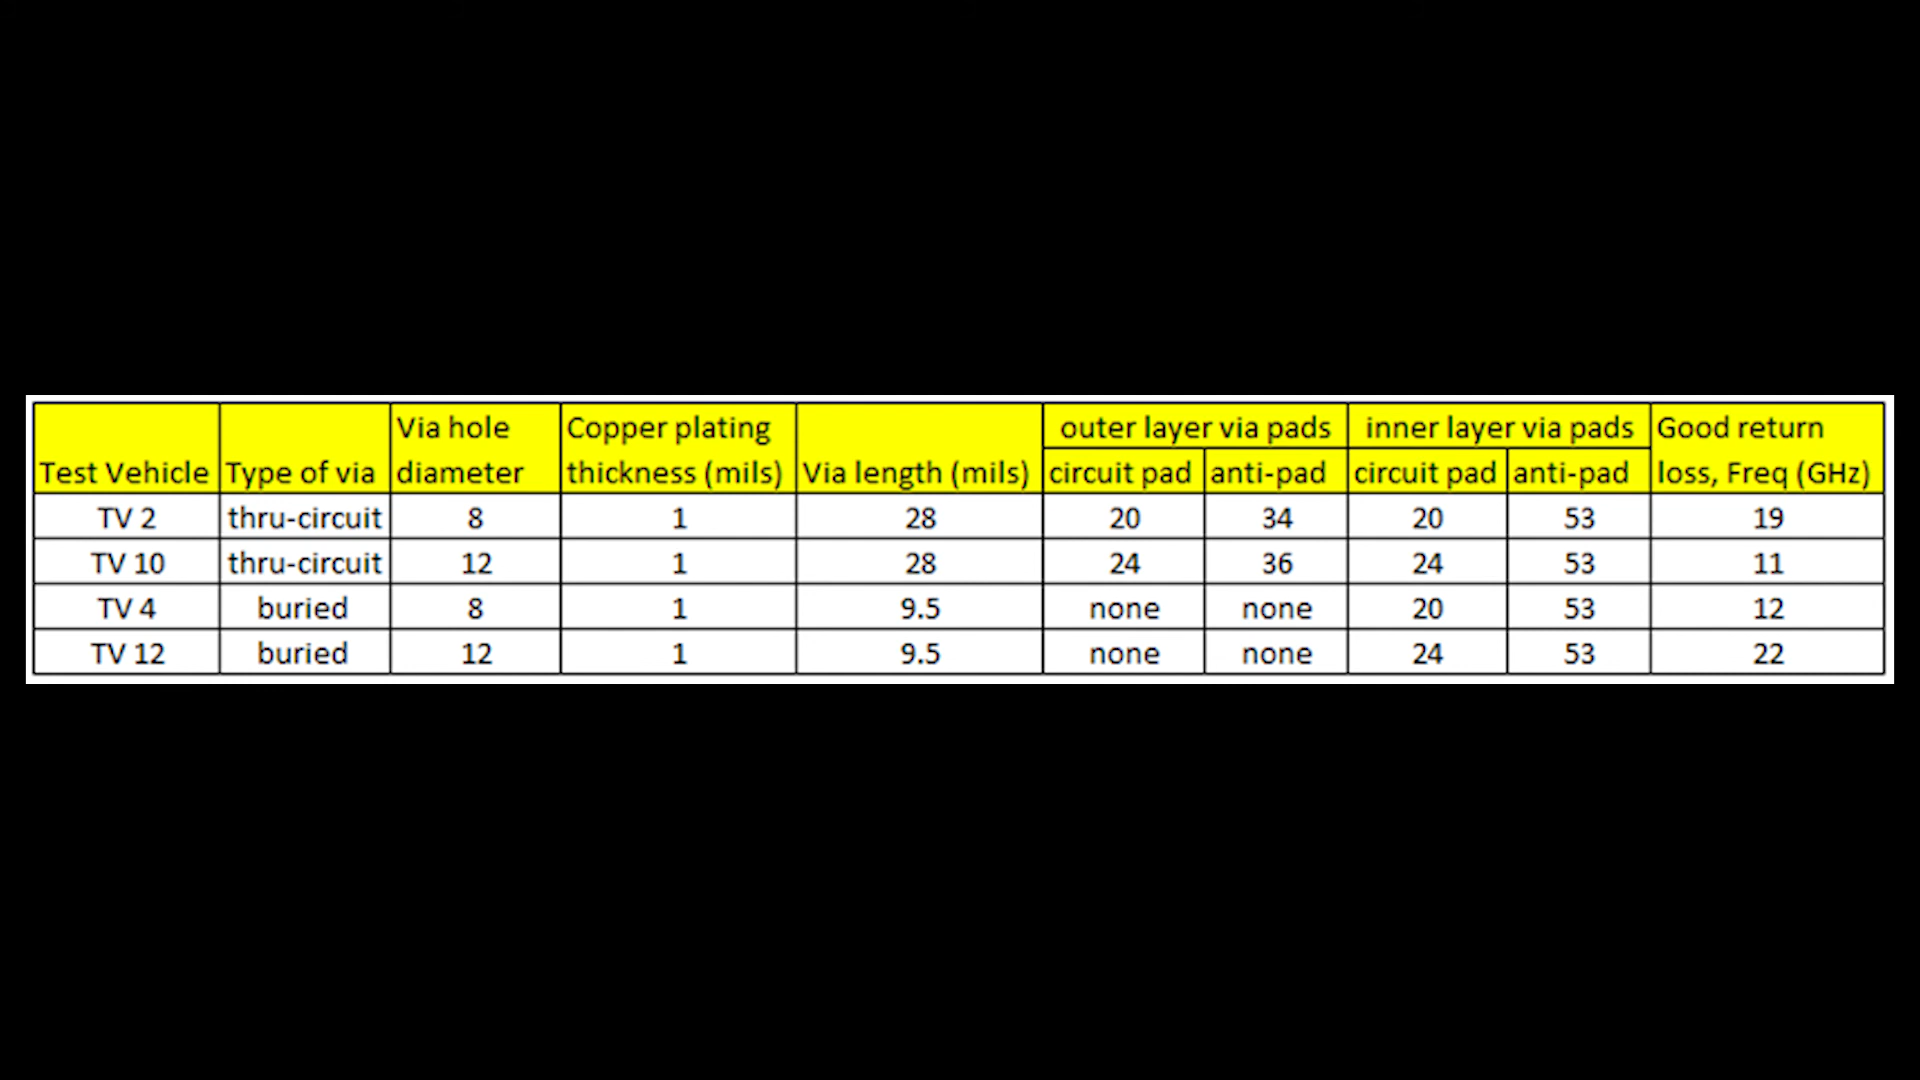 Via hole Copper plating outer layer via pads inner layer via pads Good return
Test Vehicle Type of via diameter thickness (mils) Via length (mils) circuit pad anti-pad circuit pad anti-pad loss, Freq (GHz)
TV 2 thru-circuit 8 1 28 20 34 20 53 19
TV 10 thru-circuit 12 1 28 24 36 24 53 11
TV 4 buried 8 1 9.5 none none 20 53 12
TV 12 buried 12 1 9.5 none none 24 53 22